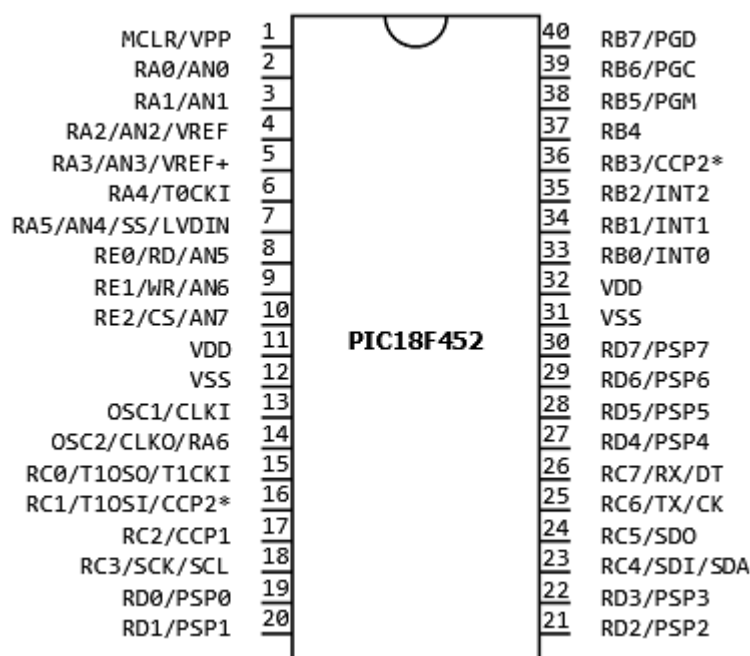 MCLR/VPP 1 40 RB7/PGD
RA0/AN0 2 39 RB6/PGC
RA1/AN1 3 38 RB5/PGM
RA2/AN2/VREF 4 37 RB4
RA3/AN3/VREF+ 5 36 RB3/CCP2*
RA4/T0CKI 6 35 RB2/INT2
RA5/AN4/SS/LVDIN 7 34 RB1/INT1
RE0/RD/AN5 8 33 RB0/INT0
RE1/WR/AN6 9 32 VDD
RE2/CS/AN7 10 31 VSS
VDD 11 PIC18F452 30 RD7/PSP7
VSS 12 29 RD6/PSP6
OSC1/CLKI 13 28 RD5/PSP5
OSC2/CLKO/RA6 14 27 RD4/PSP4
RC0/T1OSO/T1CKI 15 26 RC7/RX/DT
RC1/T1OSI/CCP2* 16 25 RC6/TX/CK
RC2/CCP1 17 24 RC5/SDO
RC3/SCK/SCL 18 23 RC4/SDI/SDA
RD0/PSP0 19 22 RD3/PSP3
RD1/PSP1 20 21 RD2/PSP2